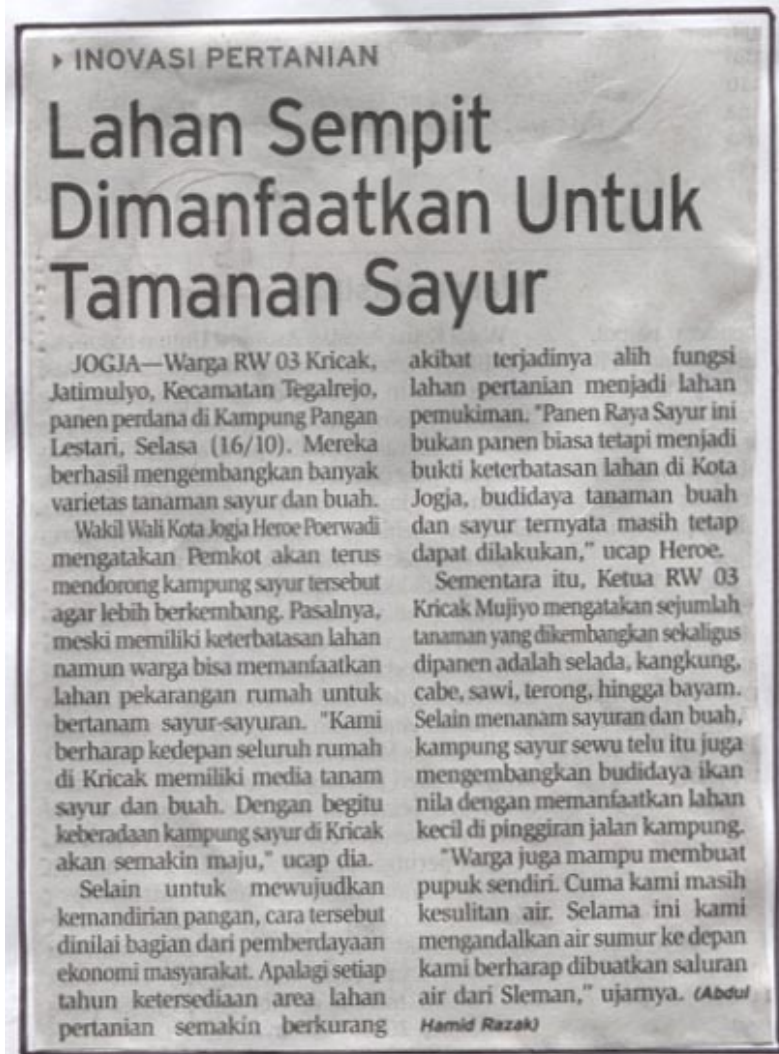 INOVASI PERTANIAN
Lahan Sempit
Dimanfaatkan Untuk
Tamanan Sayur
JOGJA—Warga RW 03 Kricak,
Jatimulyo, Kecamatan Tegalrejo,
panen perdana di Kampung Pangan
Lestari, Selasa (16/10). Mereka
berhasil mengembangkan banyak
varietas tanaman sayur dan buah.
Wakil Wali Kota Jogja Heroe Poerwadi
mengatakan Pemkot akan terus
mendorong kampung sayur tersebut
agar lebih berkembang. Pasalnya,
meski memiliki keterbatasan lahan
namun warga bisa memanfaatkan
lahan pekarangan rumah untuk
bertanam sayur-sayuran. "Kami
berharap kedepan seluruh rumah
di Kricak memiliki media tanam
sayur dan buah. Dengan begitu
keberadaan kampung sayur di Kricak
akan semakin maju," ucap dia.
Selain untuk mewujudkan
kemandirian pangan, cara tersebut
dinilai bagian dari pemberdayaan
ekonomi masyarakat. Apalagi setiap
tahun ketersediaan area lahan
pertanian semakin berkurang
akibat terjadinya alih fungsi
lahan pertanian menjadi lahan
pemukiman. "Panen Raya Sayur ini
bukan panen biasa tetapi menjadi
bukti keterbatasan lahan di Kota
Jogja, budidaya tanaman buah
dan sayur ternyata masih tetap
dapat dilakukan," ucap Heroe.
Sementara itu, Ketua RW 03
Kricak Mujiyo mengatakan sejumlah
tanaman yang dikembangkan sekaligus
dipanen adalah selada, kangkung,
cabe, sawi, terong, hingga bayam.
Selain menanam sayuran dan buah,
kampung sayur sewu telu itu juga
mengembangkan budidaya ikan
nila dengan memanfaatkan lahan
kecil di pinggiran jalan kampung.
"Warga juga mampu membuat
pupuk sendiri. Cuma kami masih
kesulitan air. Selama ini kami
mengandalkan air sumur ke depan
kami berharap dibuatkan saluran
air dari Sleman," ujarnya. (Abdul
Hamid Razak)